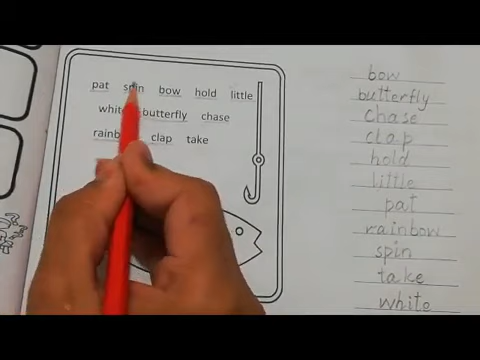 pat spin bow hold little
white butterfly chase
clap take
bow
butterfly
chase
clap
hold
little
pat
rainbow
spin
take
white